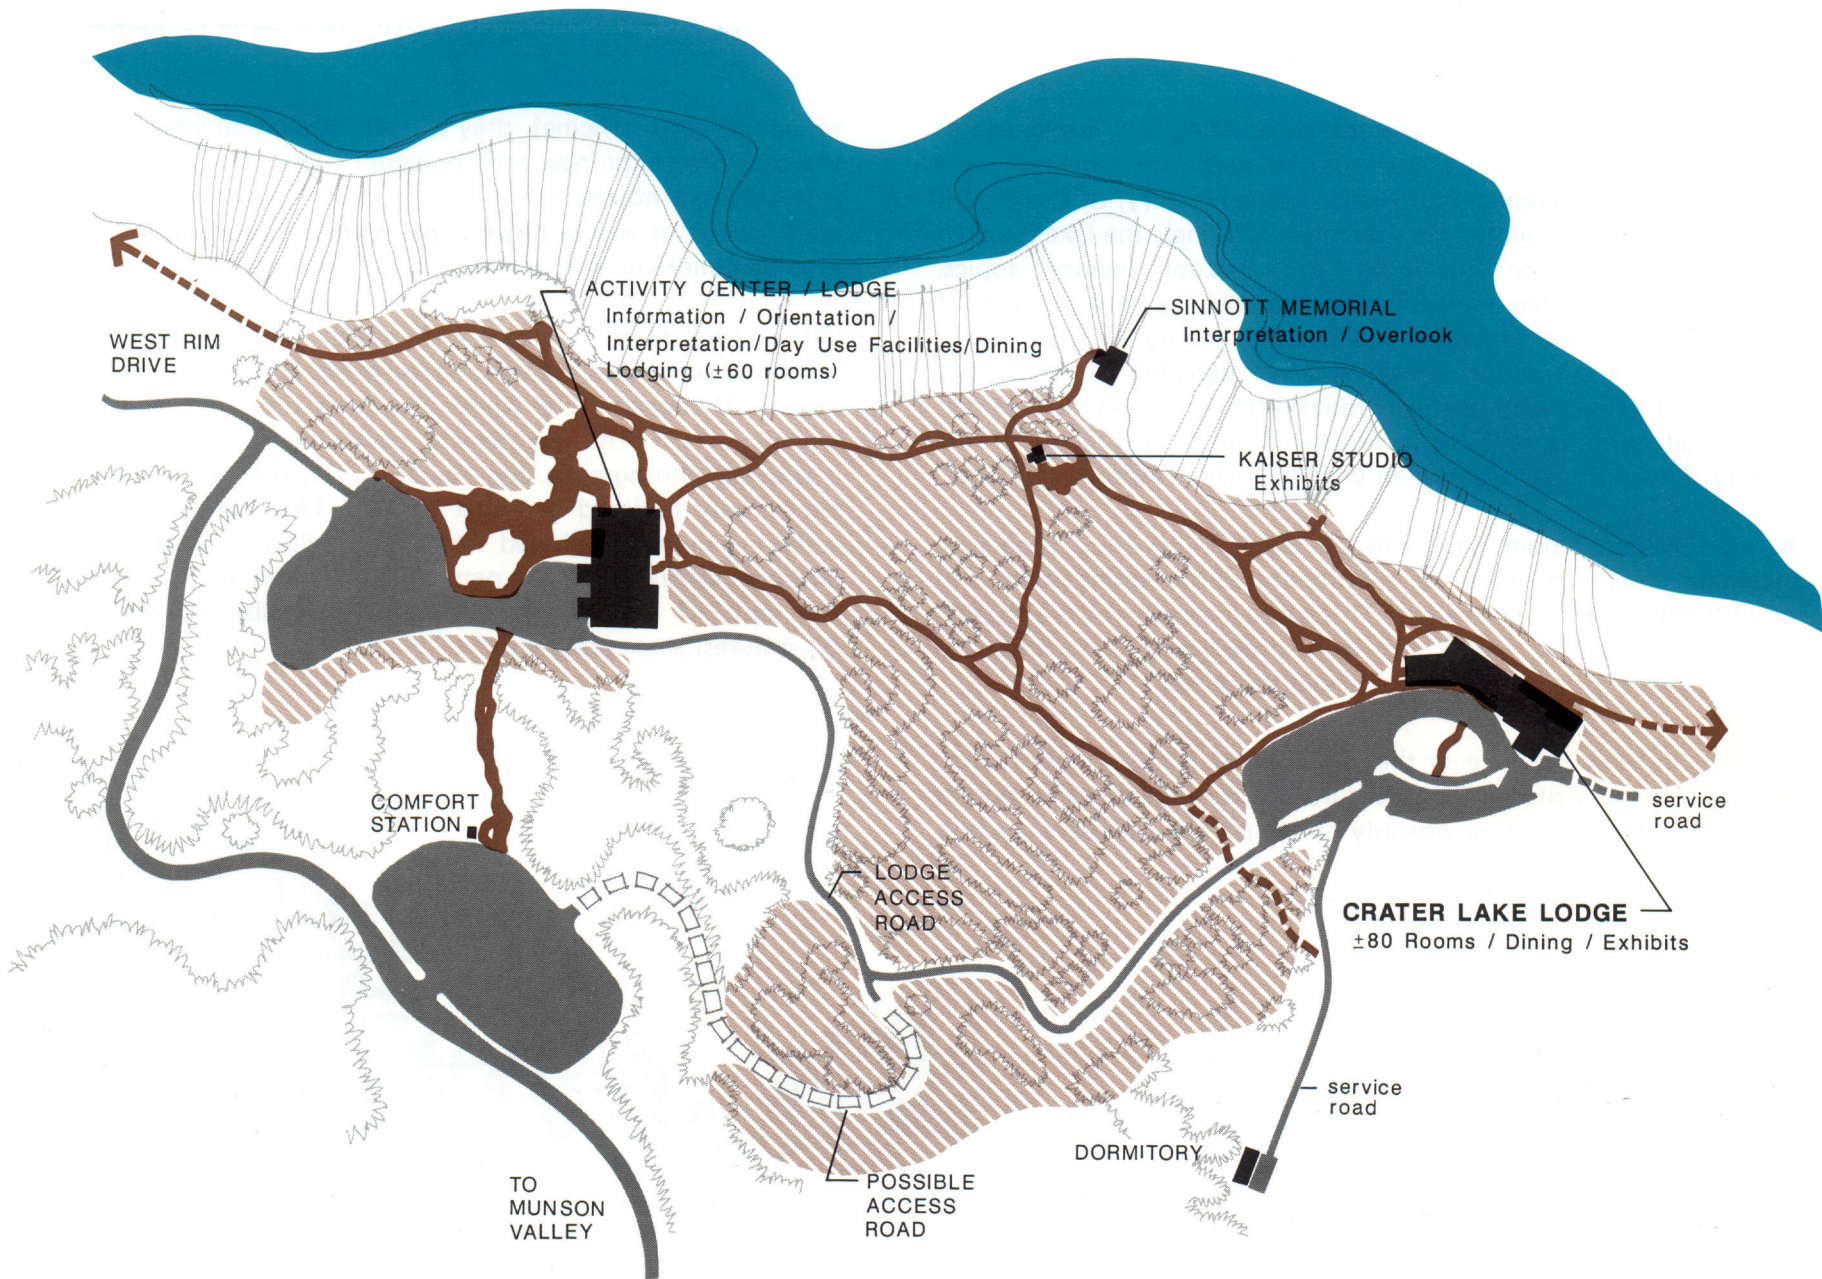 ACTIVITY CENTER / LODGE
Information / Orientation /
Interpretation/Day Use Facilities/Dining
Lodging (±60 rooms)
SINNOTT MEMORIAL
Interpretation / Overlook
WEST RIM
DRIVE
KAISER STUDIO
Exhibits
COMFORT
STATION
service
road
LODGE
ACCESS
ROAD
CRATER LAKE LODGE
±80 Rooms / Dining / Exhibits
service
road
DORMITORY
TO
MUNSON
VALLEY
POSSIBLE
ACCESS
ROAD